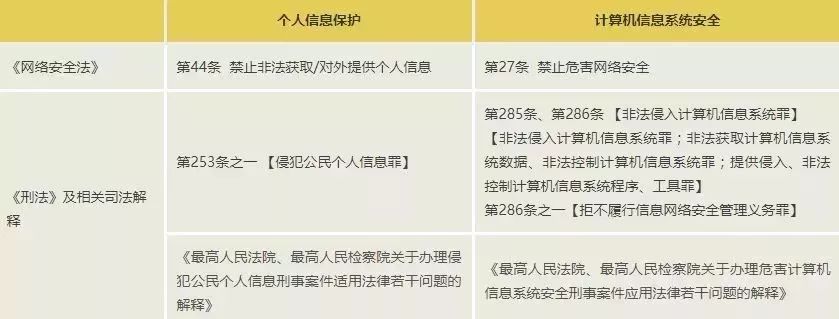 个人信息保护
计算机信息系统安全
《网络安全法》
第44条 禁止非法获取/对外提供个人信息
第27条 禁止危害网络安全
《刑法》及相关司法解
释
第253条之一 【侵犯公民个人信息罪】
第285条、第286条 【非法侵入计算机信息系统罪】
【非法侵入计算机信息系统罪；非法获取计算机信息系
统数据、非法控制计算机信息系统罪；提供侵入、非法
控制计算机信息系统程序、工具罪】
第286条之一【拒不履行信息网络安全管理义务罪】
《最高人民法院、最高人民检察院关于办理侵
犯公民个人信息刑事案件适用法律若干问题的
解释》
《最高人民法院、最高人民检察院关于办理危害计算机
信息系统安全刑事案件应用法律若干问题的解释》